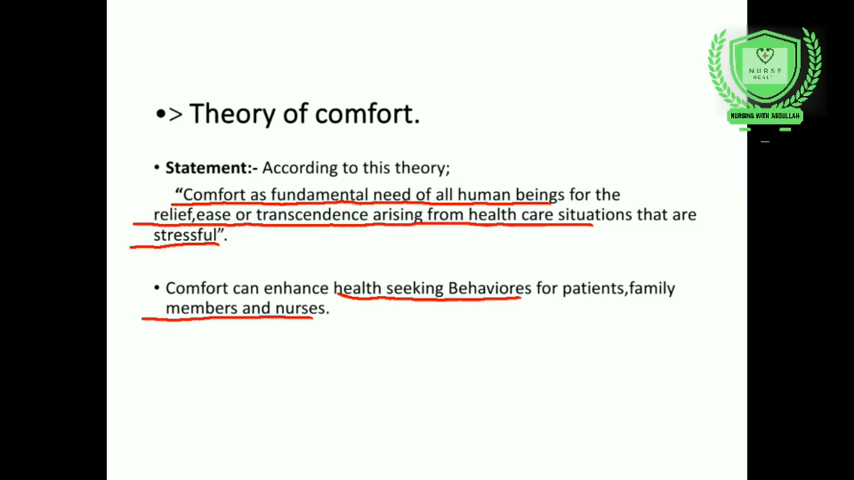 •> Theory of comfort.
• Statement:- According to this theory;
“Comfort as fundamental need of all human beings for the
relief,ease or transcendence arising from health care situations that are
stressful”.
• Comfort can enhance health seeking Behaviores for patients,family
members and nurses.
NURSE
HEALT
NURSING WITH ABDULLAH